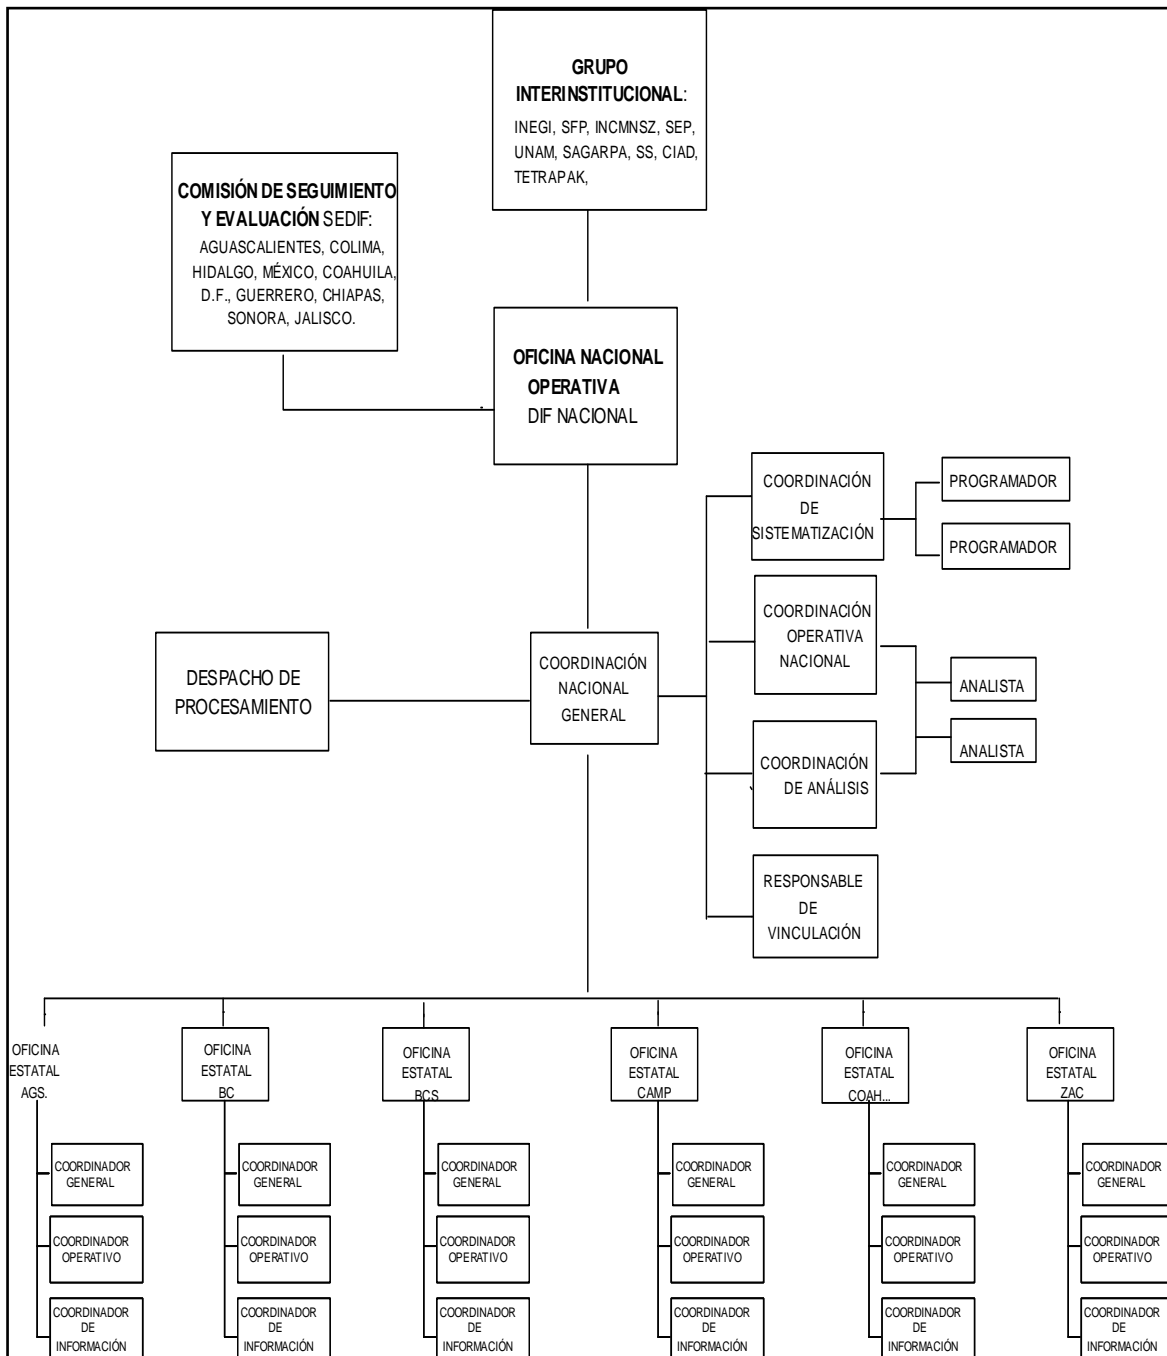 GRUPO
INTERINSTITUCIONAL:
INEGI, SFP, INCMNSZ, SEP,
UNAM, SAGARPA, SS, CIAD,
TETRAPAK,
COMISIÓN DE SEGUIMIENTO
Y EVALUACIÓN SEDIF:
AGUASCALIENTES, COLIMA,
HIDALGO, MÉXICO, COAHUILA,
D.F., GUERRERO, CHIAPAS,
SONORA, JALISCO.
OFICINA NACIONAL
OPERATIVA
DIF NACIONAL
COORDINACIÓN
DE
SISTEMATIZACIÓN
PROGRAMADOR
PROGRAMADOR
COORDINACIÓN
OPERATIVA
NACIONAL
ANALISTA
ANALISTA
DESPACHO DE
PROCESAMIENTO
COORDINACIÓN
NACIONAL
GENERAL
COORDINACIÓN
DE ANÁLISIS
RESPONSABLE
DE
VINCULACIÓN
OFICINA
ESTATAL
AGS.
OFICINA
ESTATAL
BC
OFICINA
ESTATAL
BCS
OFICINA
ESTATAL
CAMP
OFICINA
ESTATAL
COAH...
OFICINA
ESTATAL
ZAC
COORDINADOR
GENERAL
COORDINADOR
GENERAL
COORDINADOR
GENERAL
COORDINADOR
GENERAL
COORDINADOR
GENERAL
COORDINADOR
GENERAL
COORDINADOR
OPERATIVO
COORDINADOR
OPERATIVO
COORDINADOR
OPERATIVO
COORDINADOR
OPERATIVO
COORDINADOR
OPERATIVO
COORDINADOR
OPERATIVO
COORDINADOR
DE
INFORMACIÓN
COORDINADOR
DE
INFORMACIÓN
COORDINADOR
DE
INFORMACIÓN
COORDINADOR
DE
INFORMACIÓN
COORDINADOR
DE
INFORMACIÓN
COORDINADOR
DE
INFORMACIÓN